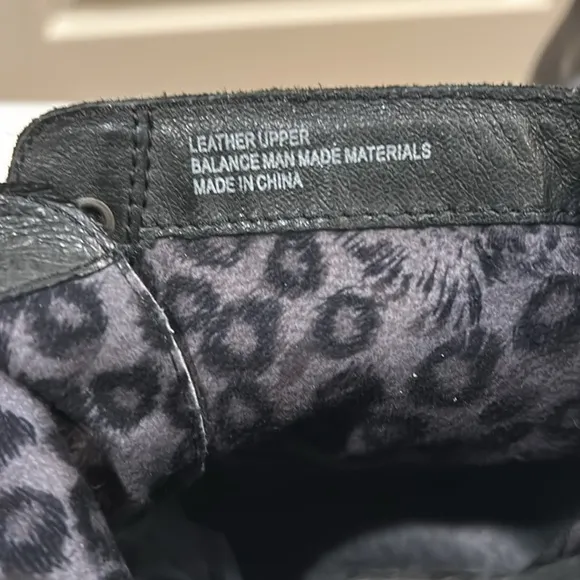 LEATHER UPPER
BALANCE MAN MADE MATERIALS
MADE IN CHINA